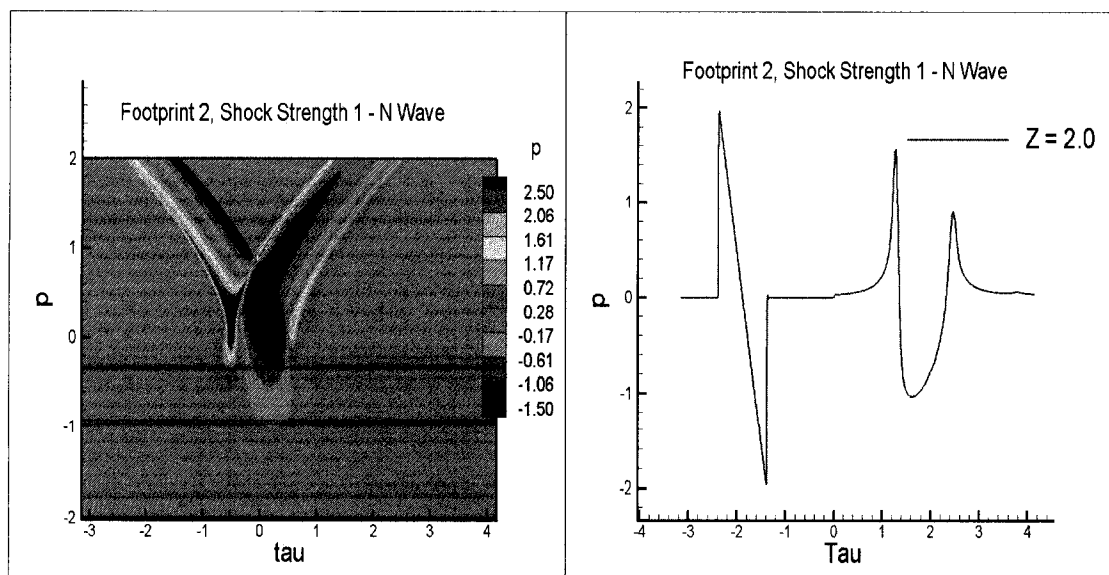 Footprint 2, Shock Strength 1 - N Wave
p
2.50
2.06
1.61
1.17
0.72
0.28
-0.17
-0.61
-1.06
-1.50
p
2
1
0
-1
-2
-3 -2 -1 0 1 2 3 4
tau
Footprint 2, Shock Strength 1 - N Wave
Z = 2.0
p
2
1
0
-1
-2
-4 -3 -2 -1 0 1 2 3 4
Tau